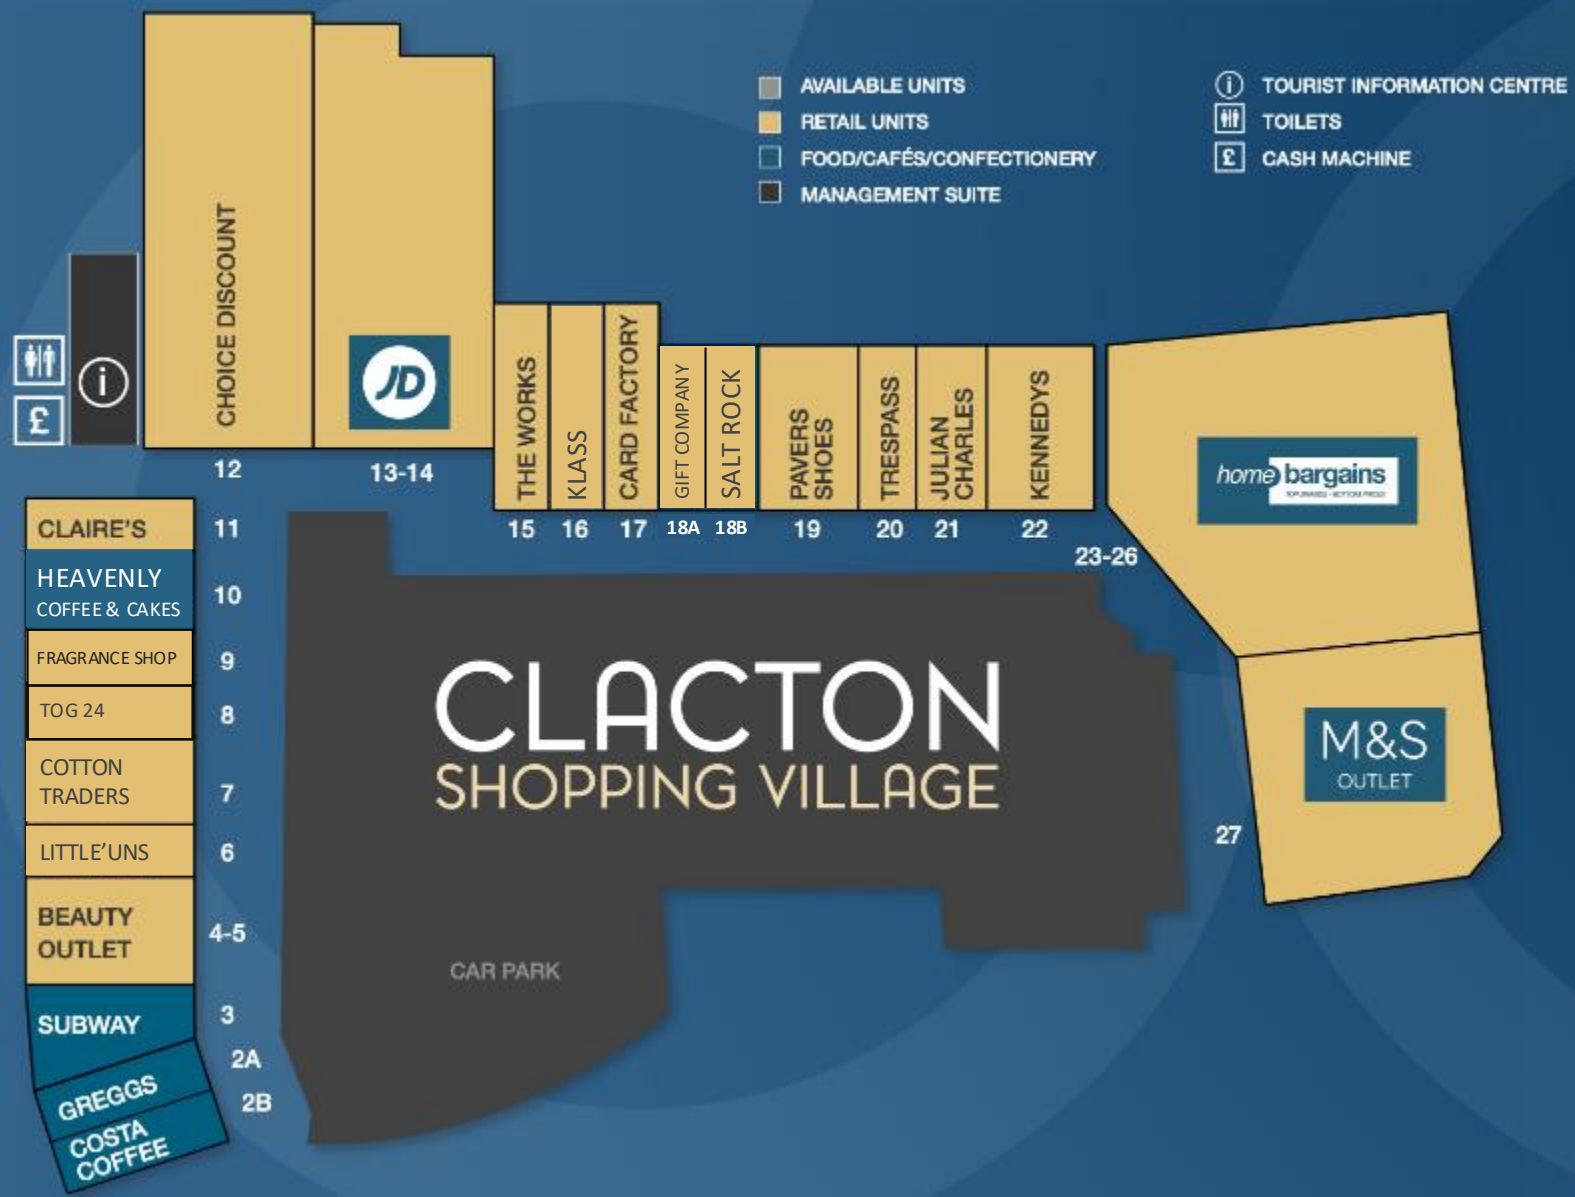 AVAILABLE UNITS
RETAIL UNITS
FOOD/CAFÉS/CONFECTIONERY
MANAGEMENT SUITE
i TOURIST INFORMATION CENTRE
TOILETS
£ CASH MACHINE
£
i
CHOICE DISCOUNT
12
JD
13-14
THE WORKS
15
KLASS
16
CARD FACTORY
17
GIFT COMPANY
18A
SALT ROCK
18B
PAVERS
SHOES
19
TRESPASS
20
JULIAN
CHARLES
21
KENNEDYS
22
home bargains
TOP BRANDS - BOTTOM PRICES
23-26
M&S
OUTLET
27
CLAIRE'S
11
HEAVENLY
COFFEE & CAKES
10
FRAGRANCE SHOP
9
TOG 24
8
COTTON
TRADERS
7
LITTLE'UNS
6
BEAUTY
OUTLET
4-5
SUBWAY
3
GREGGS
2A
COSTA
COFFEE
2B
CLACTON
SHOPPING VILLAGE
CAR PARK